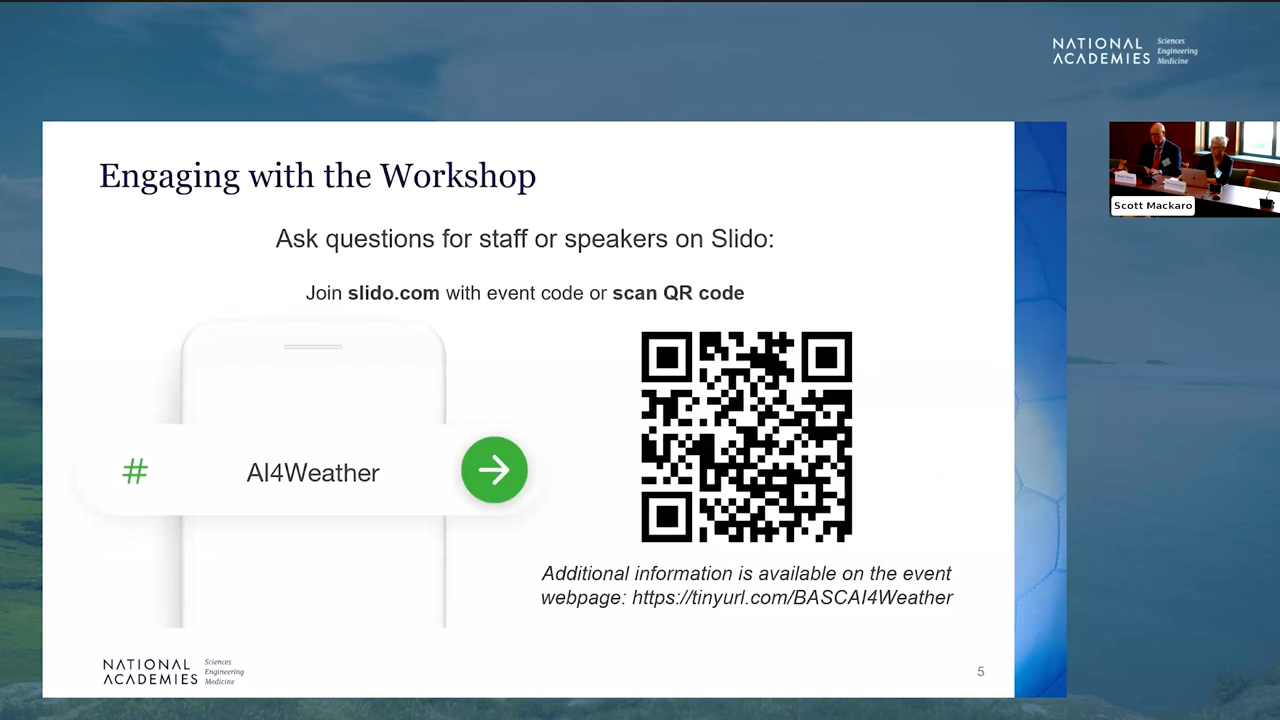 NATIONAL
ACADEMIES
Sciences
Engineering
Medicine
Engaging with the Workshop
Ask questions for staff or speakers on Slido:
Join slido.com with event code or scan QR code
# AI4Weather
Additional information is available on the event
webpage: https://tinyurl.com/BASCAI4Weather
NATIONAL
ACADEMIES
Sciences
Engineering
Medicine
5
Scott Mackaro